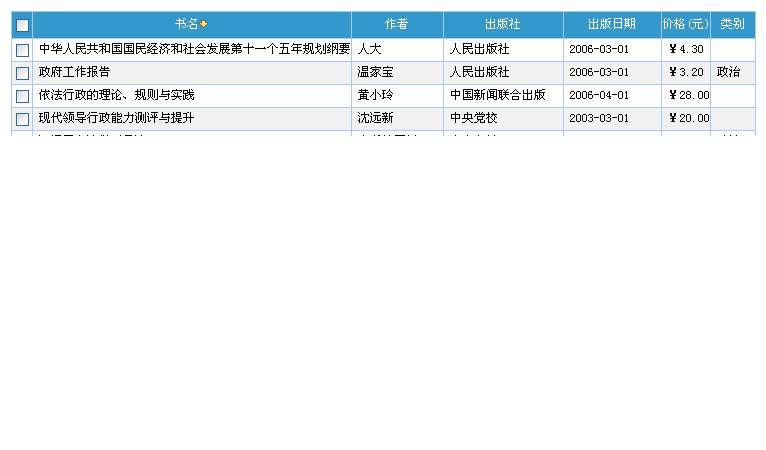 书名 作者 出版社 出版日期 价格(元) 类别
中华人民共和国国民经济和社会发展第十一个五年规划纲要 人大 人民出版社 2006-03-01 ￥4.30
政府工作报告 温家宝 人民出版社 2006-03-01 ￥3.20 政治
依法行政的理论、规则与实践 黄小玲 中国新闻联合出版 2006-04-01 ￥28.00
现代领导行政能力测评与提升 沈远新 中央党校 2003-03-01 ￥20.00